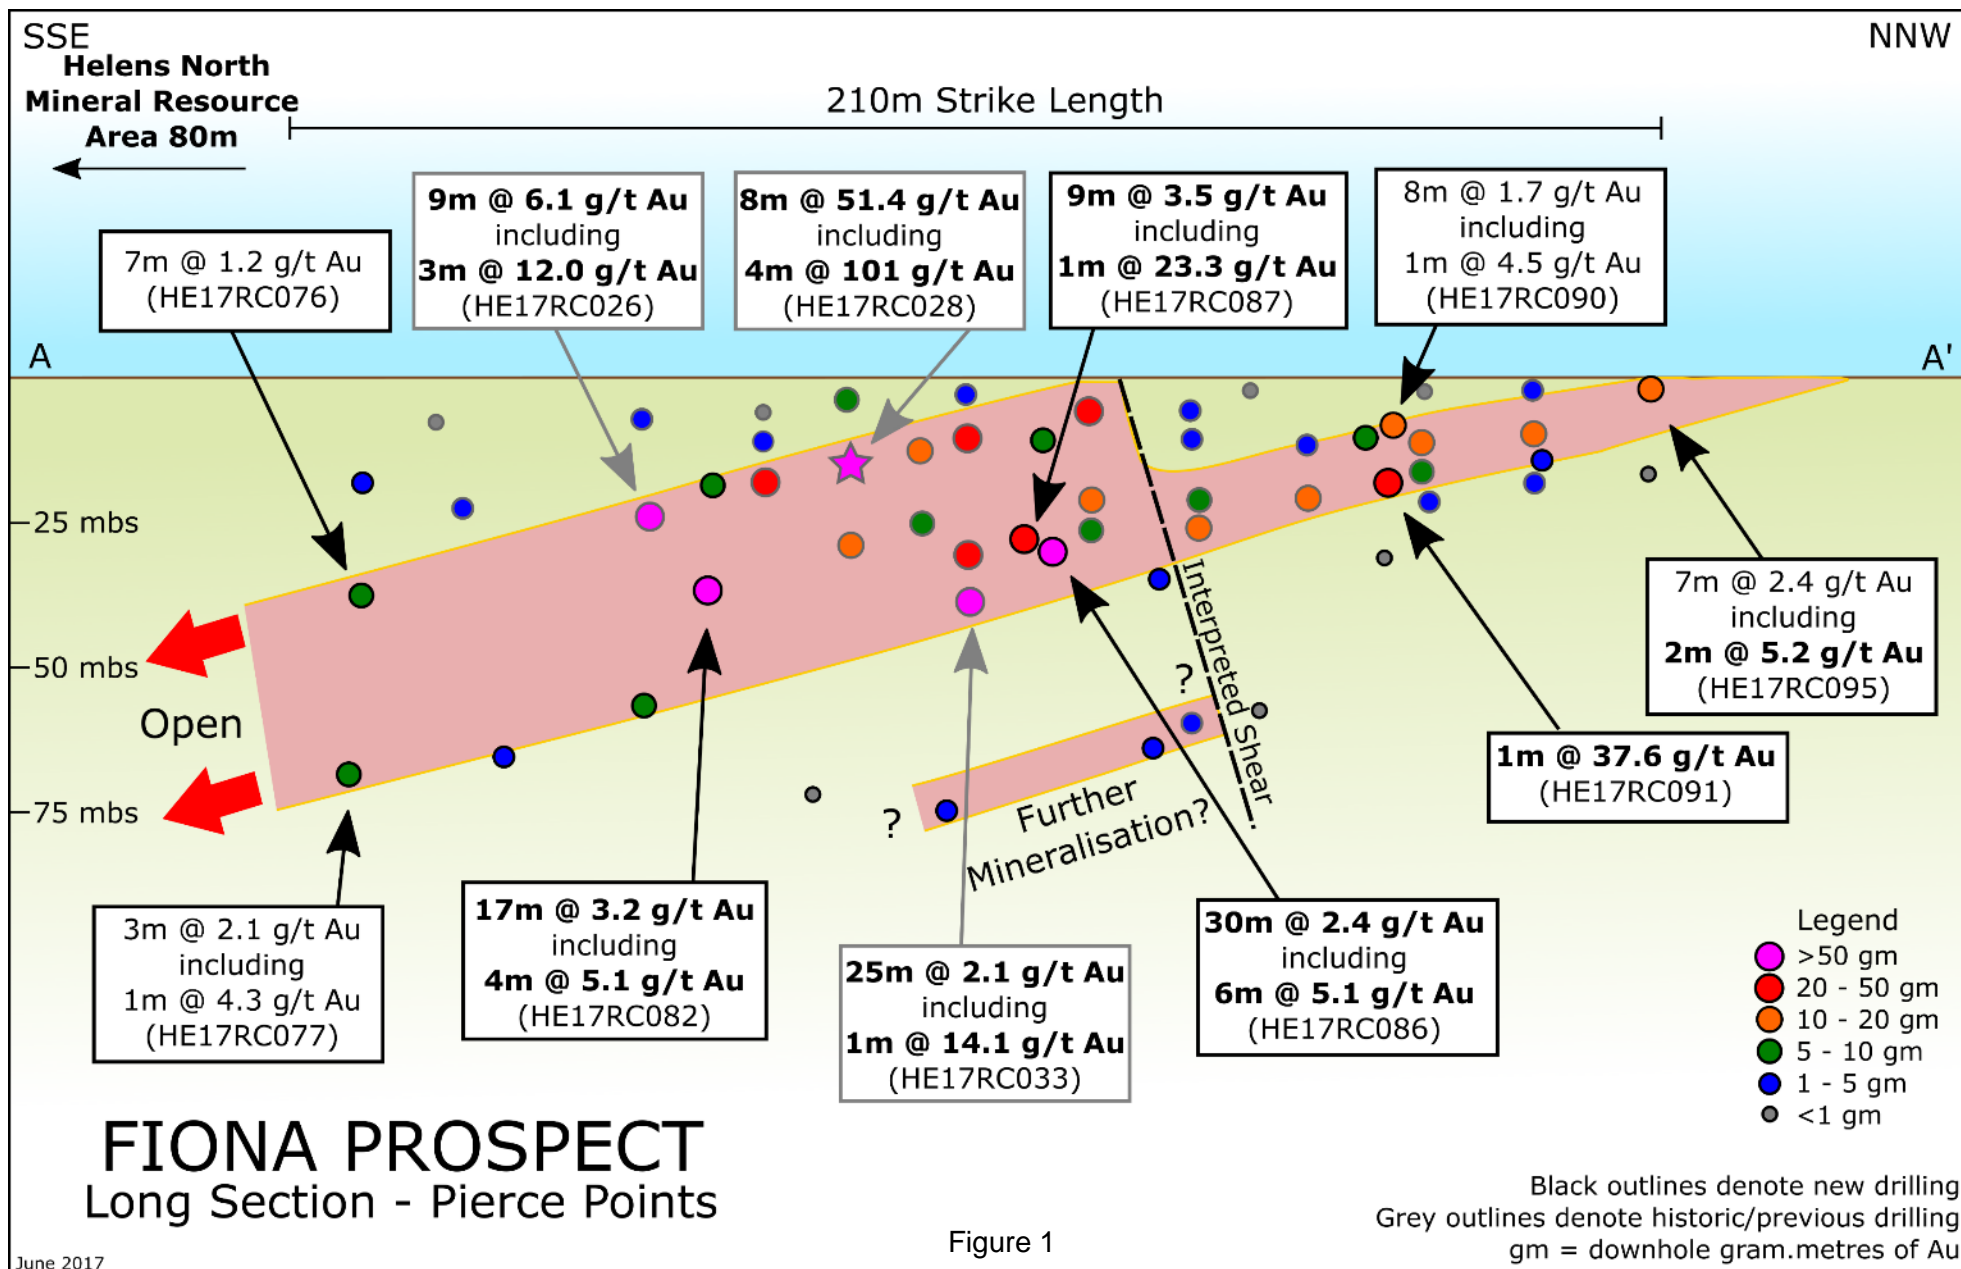 SSE
NNW
Helens North
Mineral Resource
Area 80m
210m Strike Length
7m @ 1.2 g/t Au
(HE17RC076)
9m @ 6.1 g/t Au
including
3m @ 12.0 g/t Au
(HE17RC026)
8m @ 51.4 g/t Au
including
4m @ 101 g/t Au
(HE17RC028)
9m @ 3.5 g/t Au
including
1m @ 23.3 g/t Au
(HE17RC087)
8m @ 1.7 g/t Au
including
1m @ 4.5 g/t Au
(HE17RC090)
A
A'
25 mbs
50 mbs
75 mbs
Open
Interpreted Shear
?
?
Further
Mineralisation?
7m @ 2.4 g/t Au
including
2m @ 5.2 g/t Au
(HE17RC095)
1m @ 37.6 g/t Au
(HE17RC091)
3m @ 2.1 g/t Au
including
1m @ 4.3 g/t Au
(HE17RC077)
17m @ 3.2 g/t Au
including
4m @ 5.1 g/t Au
(HE17RC082)
25m @ 2.1 g/t Au
including
1m @ 14.1 g/t Au
(HE17RC033)
30m @ 2.4 g/t Au
including
6m @ 5.1 g/t Au
(HE17RC086)
Legend
>50 gm
20 - 50 gm
10 - 20 gm
5 - 10 gm
1 - 5 gm
<1 gm
FIONA PROSPECT
Long Section - Pierce Points
Black outlines denote new drilling
Grey outlines denote historic/previous drilling
gm = downhole gram.metres of Au
Figure 1
June 2017